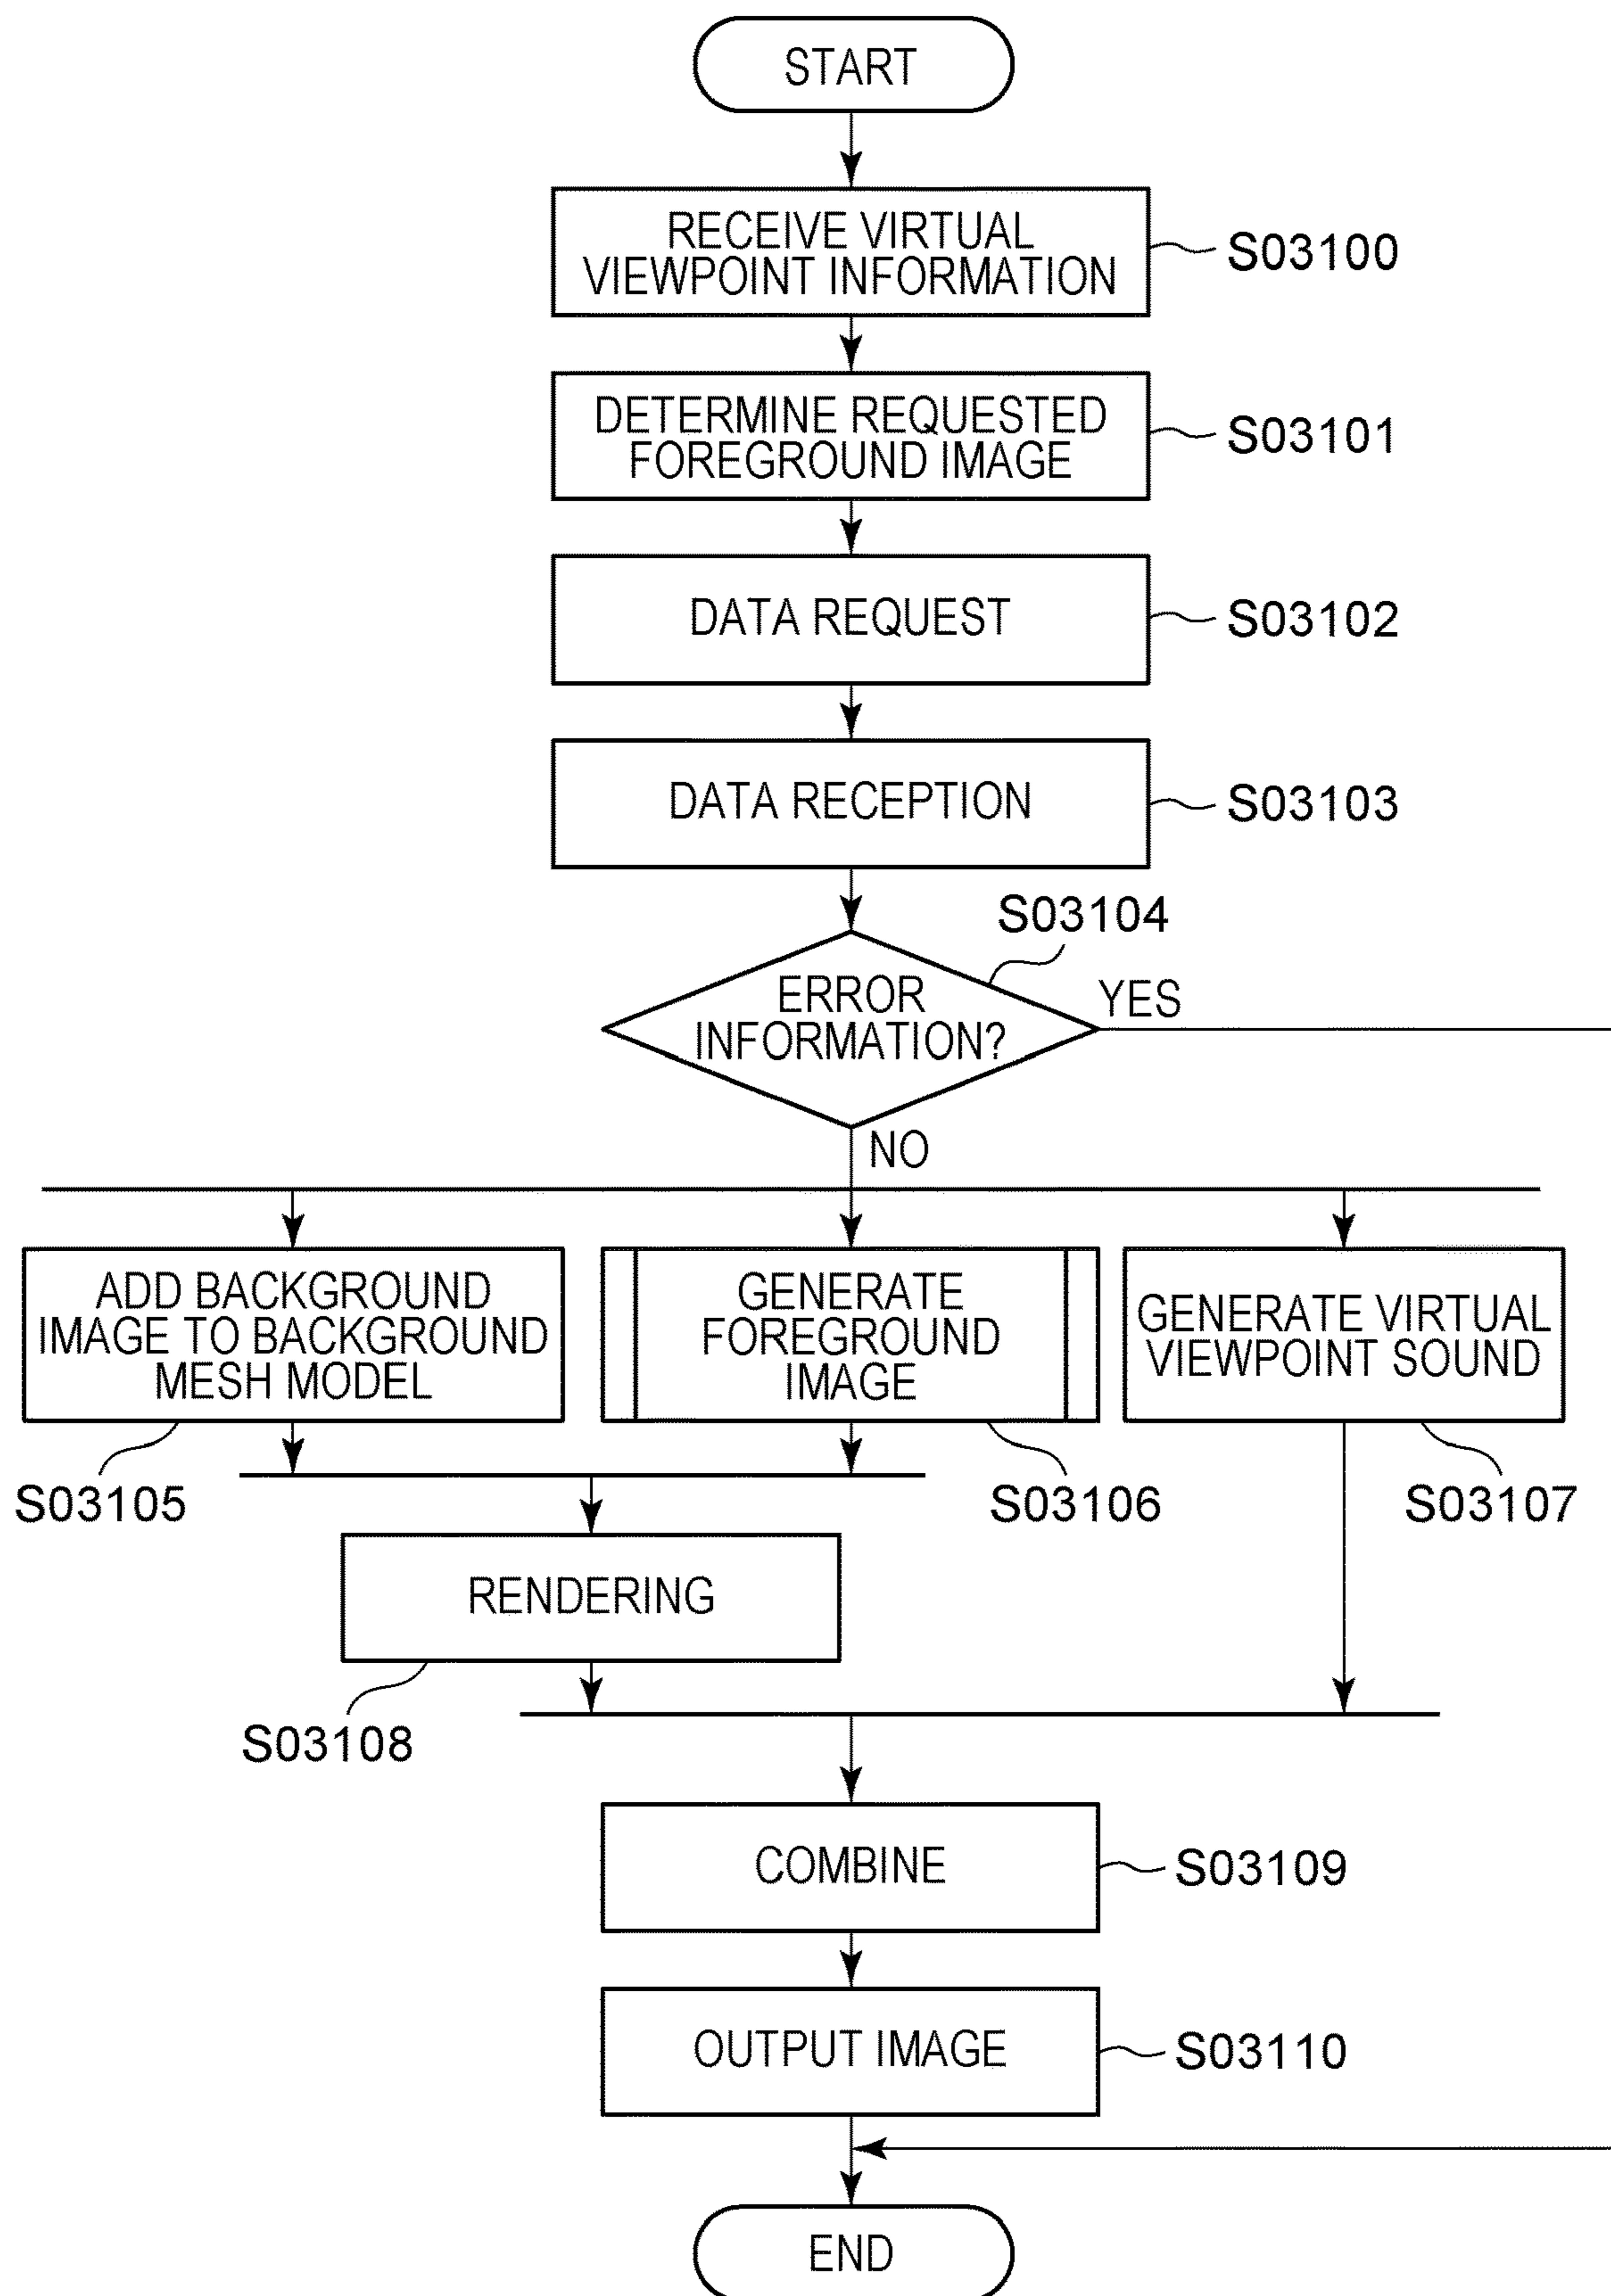 START
RECEIVE VIRTUAL
VIEWPOINT INFORMATION
S03100
DETERMINE REQUESTED
FOREGROUND IMAGE
S03101
DATA REQUEST
S03102
DATA RECEPTION
S03103
S03104
ERROR
INFORMATION?
YES
NO
ADD BACKGROUND
IMAGE TO BACKGROUND
MESH MODEL
GENERATE
FOREGROUND
IMAGE
GENERATE VIRTUAL
VIEWPOINT SOUND
S03105
S03106
S03107
RENDERING
S03108
COMBINE
S03109
OUTPUT IMAGE
S03110
END